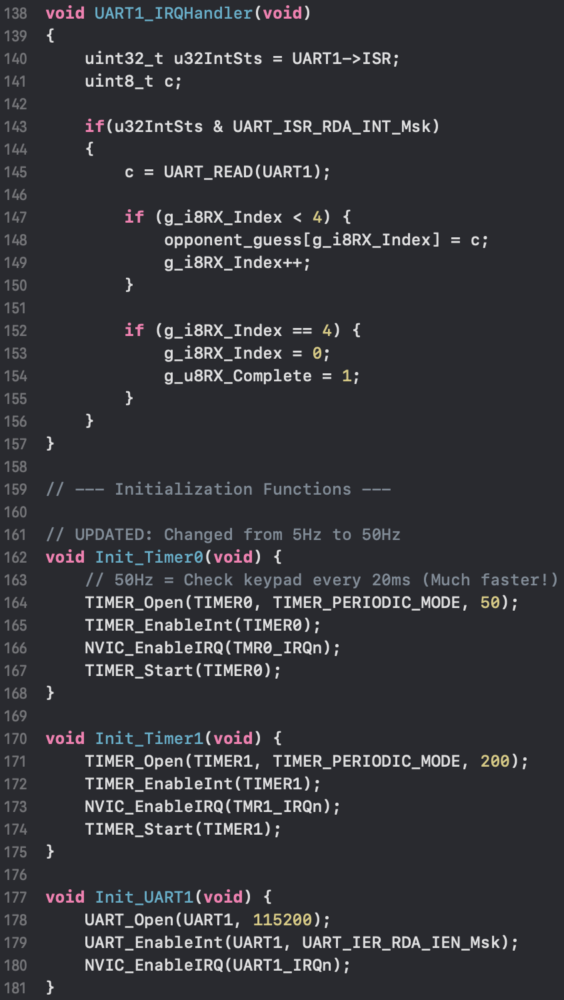 138 void UART1_IRQHandler(void)
139 {
140     uint32_t u32IntSts = UART1->ISR;
141     uint8_t c;
142
143     if(u32IntSts & UART_ISR_RDA_INT_Msk)
144     {
145         c = UART_READ(UART1);
146
147         if (g_i8RX_Index < 4) {
148             opponent_guess[g_i8RX_Index] = c;
149             g_i8RX_Index++;
150         }
151
152         if (g_i8RX_Index == 4) {
153             g_i8RX_Index = 0;
154             g_u8RX_Complete = 1;
155         }
156     }
157 }
158
159 // --- Initialization Functions ---
160
161 // UPDATED: Changed from 5Hz to 50Hz
162 void Init_Timer0(void) {
163     // 50Hz = Check keypad every 20ms (Much faster!)
164     TIMER_Open(TIMER0, TIMER_PERIODIC_MODE, 50);
165     TIMER_EnableInt(TIMER0);
166     NVIC_EnableIRQ(TMR0_IRQn);
167     TIMER_Start(TIMER0);
168 }
169
170 void Init_Timer1(void) {
171     TIMER_Open(TIMER1, TIMER_PERIODIC_MODE, 200);
172     TIMER_EnableInt(TIMER1);
173     NVIC_EnableIRQ(TMR1_IRQn);
174     TIMER_Start(TIMER1);
175 }
176
177 void Init_UART1(void) {
178     UART_Open(UART1, 115200);
179     UART_EnableInt(UART1, UART_IER_RDA_IEN_Msk);
180     NVIC_EnableIRQ(UART1_IRQn);
181 }